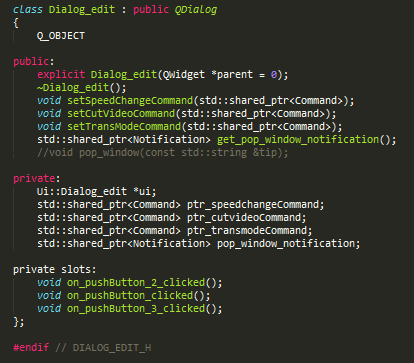 class Dialog_edit : public QDialog
{
    Q_OBJECT

public:
    explicit Dialog_edit(QWidget *parent = 0);
    ~Dialog_edit();
    void setSpeedChangeCommand(std::shared_ptr<Command>);
    void setCutVideoCommand(std::shared_ptr<Command>);
    void setTransModeCommand(std::shared_ptr<Command>);
    std::shared_ptr<Notification> get_pop_window_notification();
    //void pop_window(const std::string &tip);

private:
    Ui::Dialog_edit *ui;
    std::shared_ptr<Command> ptr_speedchangeCommand;
    std::shared_ptr<Command> ptr_cutvideoCommand;
    std::shared_ptr<Command> ptr_transmodeCommand;
    std::shared_ptr<Notification> pop_window_notification;

private slots:
    void on_pushButton_2_clicked();
    void on_pushButton_clicked();
    void on_pushButton_3_clicked();
};

#endif // DIALOG_EDIT_H